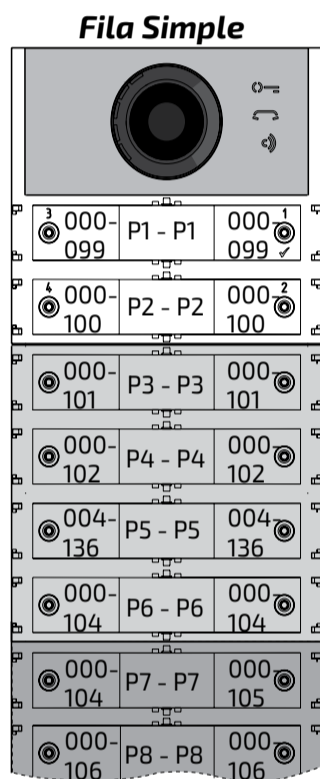 Fila Simple
3 000- P1 - P1 000- 1
099 099 ✓
4 000- P2 - P2 000- 2
100 100
000- P3 - P3 000-
101 101
000- P4 - P4 000-
102 102
004- P5 - P5 004-
136 136
000- P6 - P6 000-
104 104
000- P7 - P7 000-
104 105
000- P8 - P8 000-
106 106